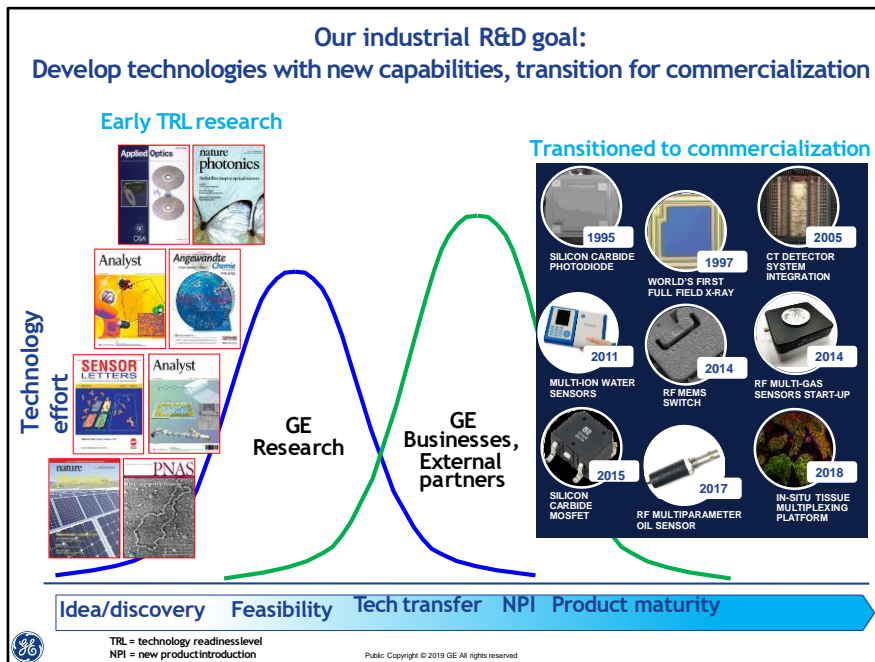 Our industrial R&D goal:
Develop technologies with new capabilities, transition for commercialization
Early TRL research
Transitioned to commercialization
Applied Optics
OSA
nature
photonics
Analyst
Angewandte
Chemie
SENSOR
LETTERS
Analyst
nature
photonics
PNAS
Technology
effort
GE
Research
GE
Businesses,
External
partners
1995
SILICON CARBIDE
PHOTODIODE
1997
WORLD'S FIRST
FULL FIELD X-RAY
2005
CT DETECTOR
SYSTEM
INTEGRATION
2011
MULTI-ION WATER
SENSORS
2014
RF MEMS
SWITCH
2014
RF MULTI-GAS
SENSORS START-UP
2015
SILICON
CARBIDE
MOSFET
2017
RF MULTIPARAMETER
OIL SENSOR
2018
IN-SITU TISSUE
MULTIPLEXING
PLATFORM
Idea/discovery Feasibility Tech transfer NPI Product maturity
TRL = technology readiness level
NPI = new product introduction
Public Copyright © 2019 GE All rights reserved